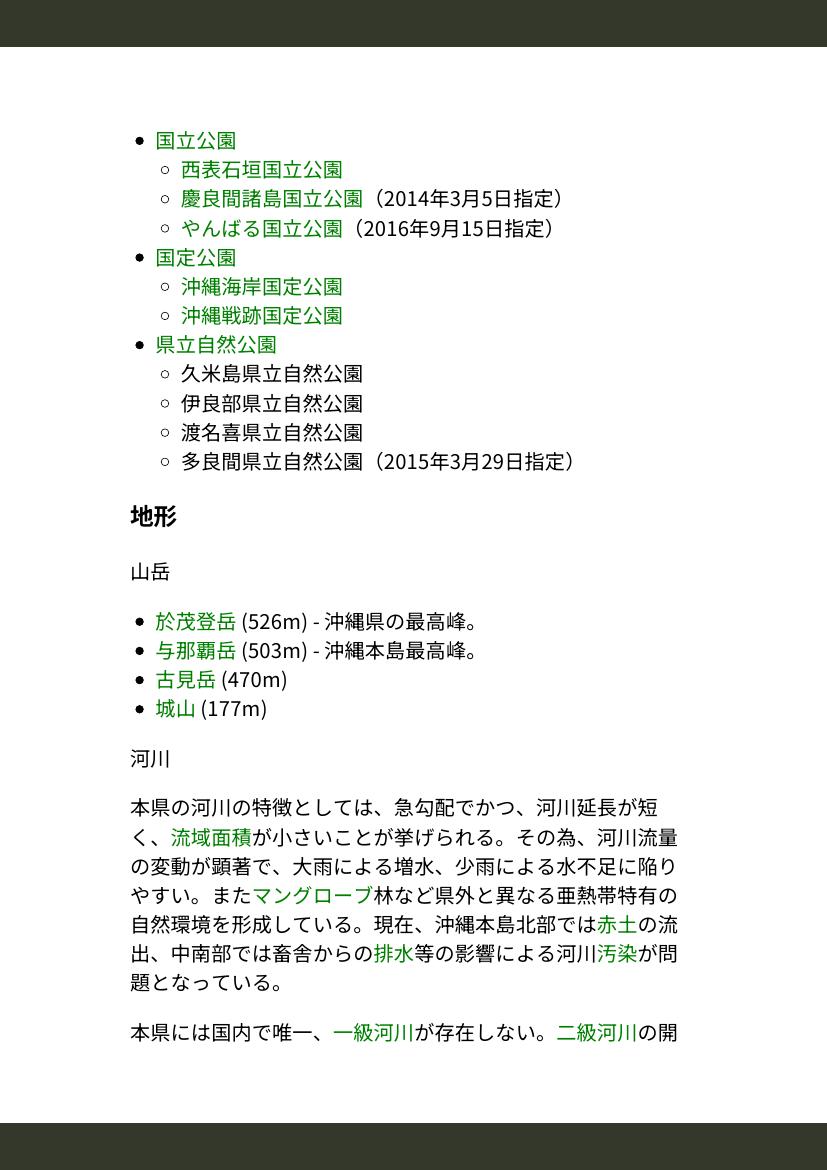 国立公園
西表石垣国立公園
慶良間諸島国立公園（2014年3月5日指定）
やんばる国立公園（2016年9月15日指定）
国定公園
沖縄海岸国定公園
沖縄戦跡国定公園
県立自然公園
久米島県立自然公園
伊良部県立自然公園
渡名喜県立自然公園
多良間県立自然公園（2015年3月29日指定）
地形
山岳
於茂登岳 (526m) - 沖縄県の最高峰。
与那覇岳 (503m) - 沖縄本島最高峰。
古見岳 (470m)
城山 (177m)
河川
本県の河川の特徴としては、急勾配でかつ、河川延長が短
く、流域面積が小さいことが挙げられる。その為、河川流量
の変動が顕著で、大雨による増水、少雨による水不足に陥り
やすい。またマングローブ林など県外と異なる亜熱帯特有の
自然環境を形成している。現在、沖縄本島北部では赤土の流
出、中南部では畜舎からの排水等の影響による河川汚染が問
題となっている。
本県には国内で唯一、一級河川が存在しない。二級河川の開